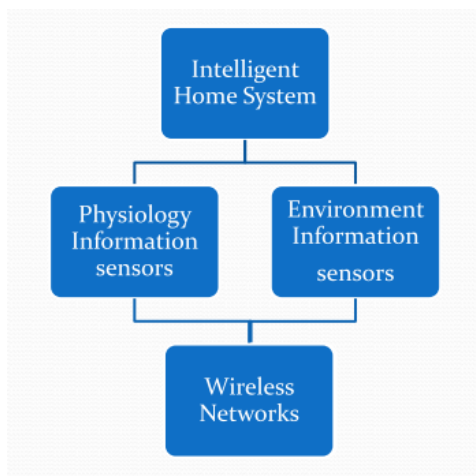 Intelligent
Home System
Physiology
Information
sensors
Environment
Information
sensors
Wireless
Networks